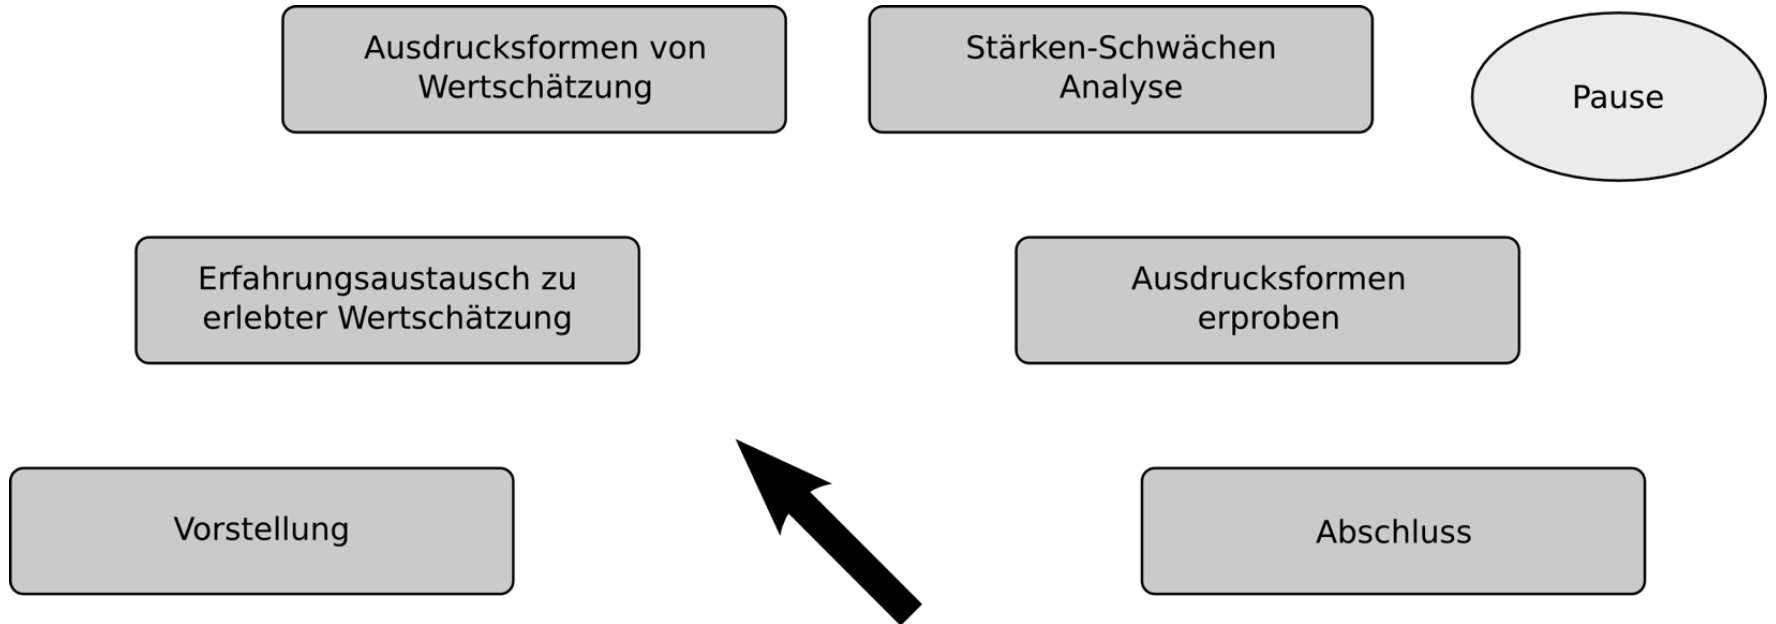 Ausdrucksformen von
Wertschätzung
Stärken-Schwächen
Analyse
Pause
Erfahrungsaustausch zu
erlebter Wertschätzung
Ausdrucksformen
erproben
Vorstellung
Abschluss